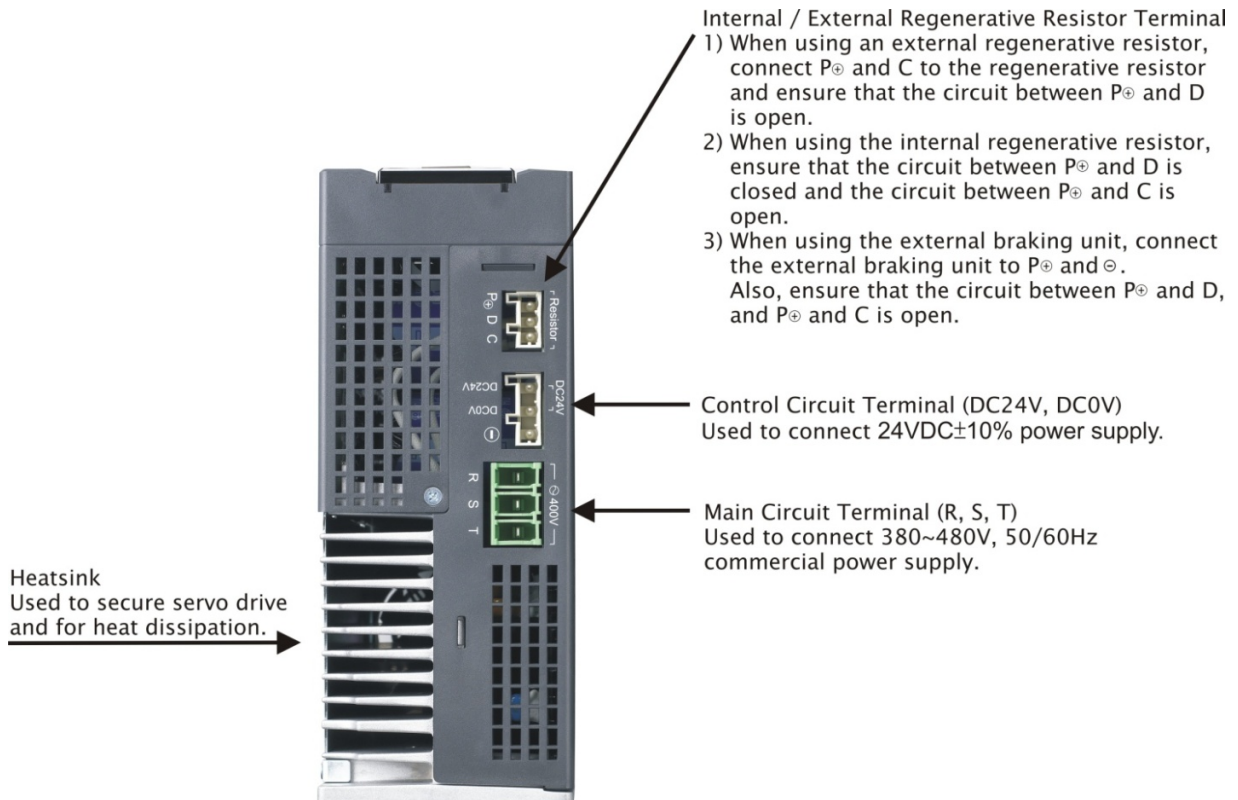 Internal / External Regenerative Resistor Terminal
1) When using an external regenerative resistor,
connect P⊕ and C to the regenerative resistor
and ensure that the circuit between P⊕ and D
is open.
2) When using the internal regenerative resistor,
ensure that the circuit between P⊕ and D is
closed and the circuit between P⊕ and C is
open.
3) When using the external braking unit, connect
the external braking unit to P⊕ and ⊖.
Also, ensure that the circuit between P⊕ and D,
and P⊕ and C is open.
Resistor
P⊕ D C
DC24V
DC24V
DC0V
⊖
Control Circuit Terminal (DC24V, DC0V)
Used to connect 24VDC±10% power supply.
400V
R S T
Main Circuit Terminal (R, S, T)
Used to connect 380~480V, 50/60Hz
commercial power supply.
Heatsink
Used to secure servo drive
and for heat dissipation.